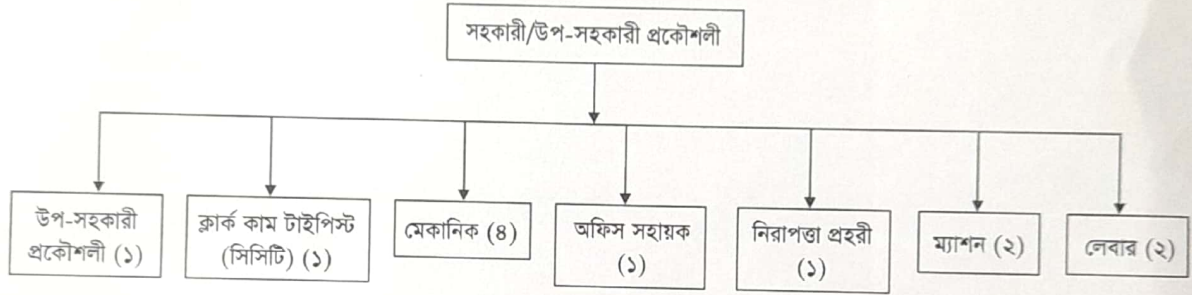 সহকারী/উপ-সহকারী প্রকৌশলী
উপ-সহকারী
প্রকৌশলী (১)
ক্লার্ক কাম টাইপিস্ট
(সিসিটি) (১)
মেকানিক (৪)
অফিস সহায়ক
(১)
নিরাপত্তা প্রহরী
(১)
ম্যাশন (২)
লেবার (২)